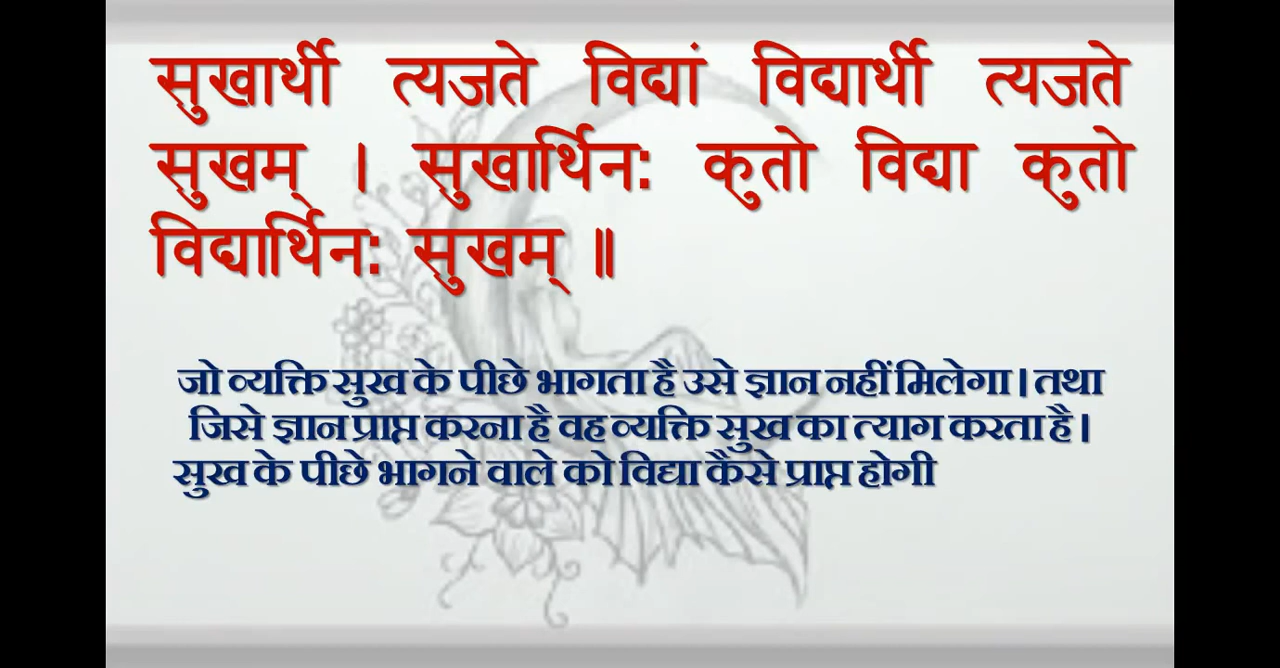 सुखार्थी त्यजते विद्यां विद्यार्थी त्यजते
सुखम् । सुखार्थिन: कुतो विद्या कुतो
विद्यार्थिन: सुखम् ॥
जो व्यक्ति सुख के पीछे भागता है उसे ज्ञान नहीं मिलेगा । तथा
जिसे ज्ञान प्राप्त करना है वह व्यक्ति सुख का त्याग करता है ।
सुख के पीछे भागने वाले को विद्या कैसे प्राप्त होगी